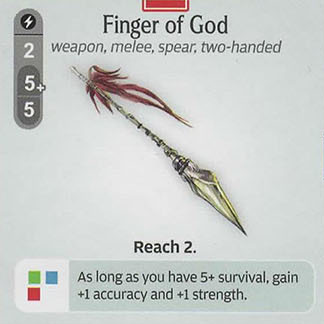 Finger of God
weapon, melee, spear, two-handed
2
5+
5
Reach 2.
As long as you have 5+ survival, gain
+1 accuracy and +1 strength.